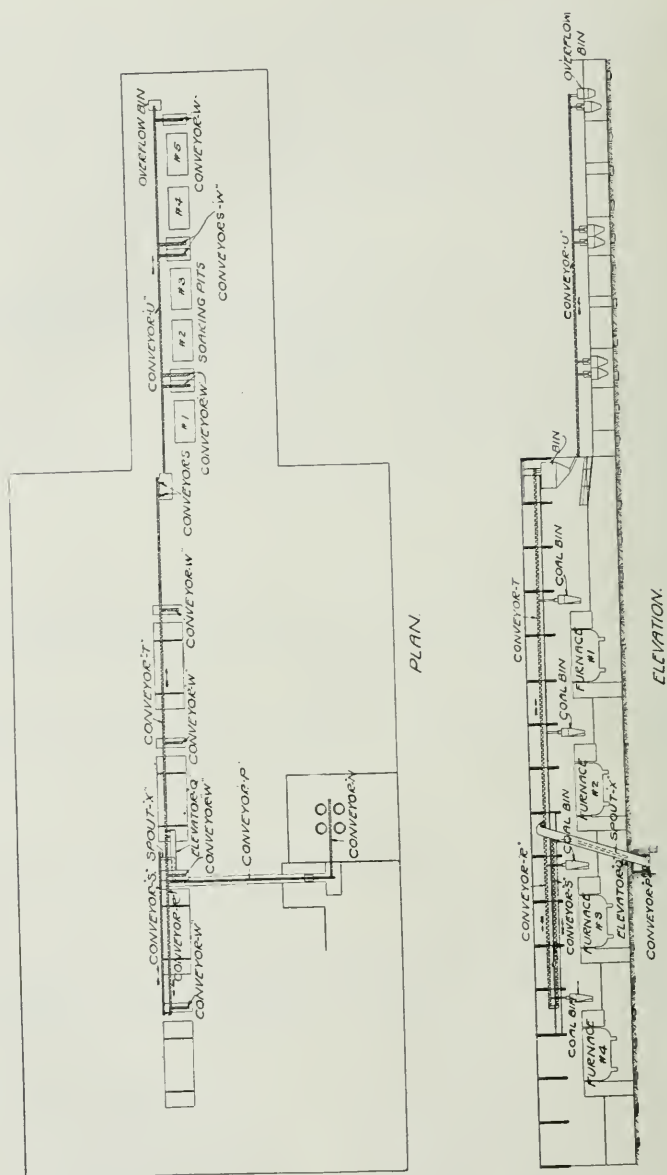 OVERFLOW BIN
CONVEYOR-W-
#5
#4
CONVEYORS-"W"
CONVEYOR-"U"
#3
#2
SOAKING PITS
CONVEYOR(W)
#1
CONVEYORS
CONVEYOR-W"
CONVEYOR-"T"
CONVEYOR-W"
SPOUT-"X"
ELEVATOR-Q
CONVEYOR-"S"
CONVEYOR-W"
CONVEYOR-"R"
CONVEYOR-P"
CONVEYOR-N
CONVEYOR-W"
PLAN.
OVERFLOW
BIN
CONVEYOR-U"
BIN
CONVEYOR-T
COAL BIN
FURNACE
#1
COAL BIN
FURNACE
#2
SPOUT-"X"
CONVEYOR-"R"
COAL BIN
CONVEYOR-"S"
ELEVATOR-Q
FURNACE
#3
CONVEYOR-P
COAL BIN
FURNACE
#4
ELEVATION.